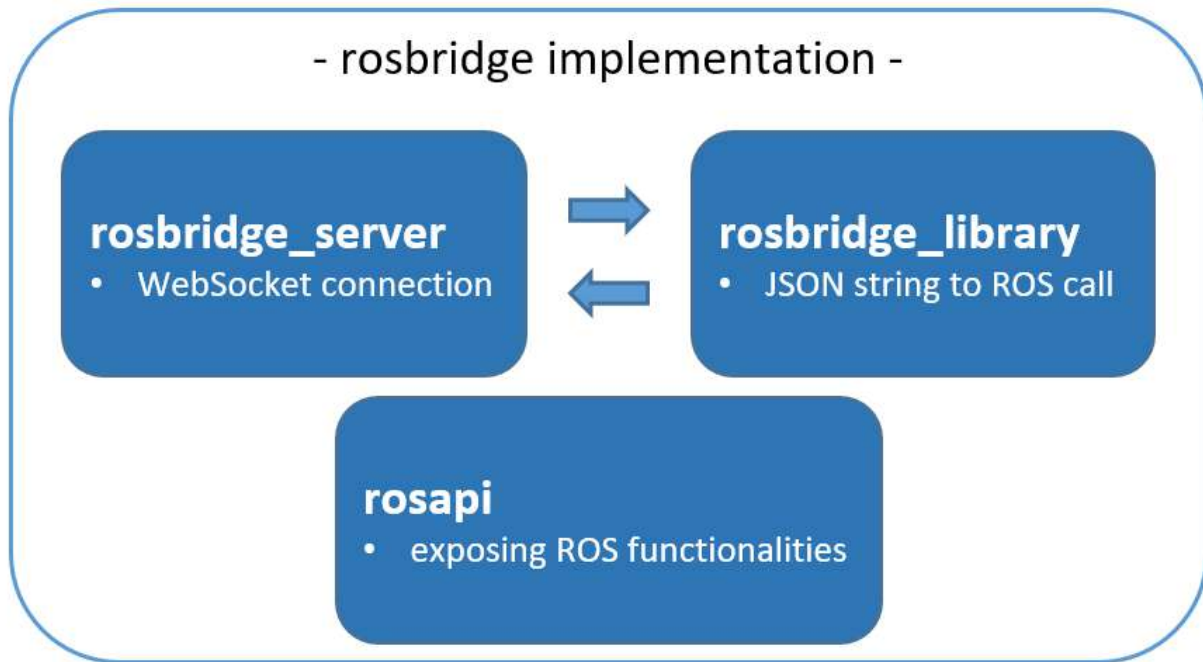 - rosbridge implementation -
rosbridge_server
• WebSocket connection
rosbridge_library
• JSON string to ROS call
rosapi
• exposing ROS functionalities